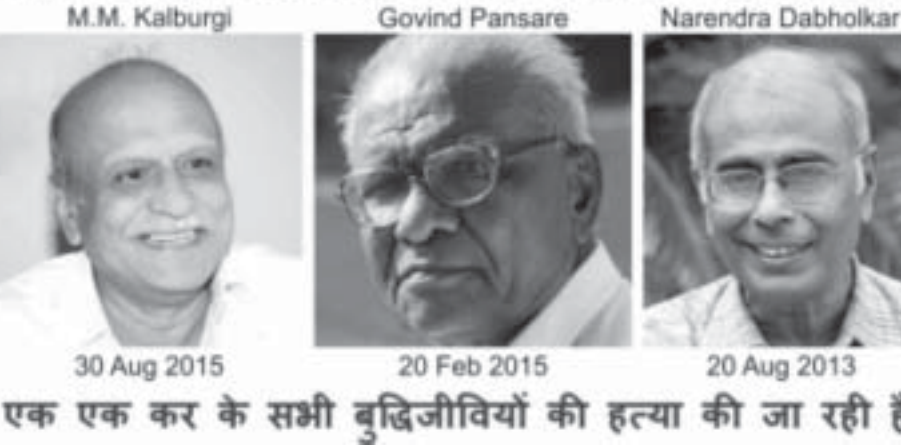 M.M. Kalburgi Govind Pansare Narendra Dabholkar
30 Aug 2015 20 Feb 2015 20 Aug 2013
एक एक कर के सभी बुद्धिजीवियों की हत्या की जा रही है